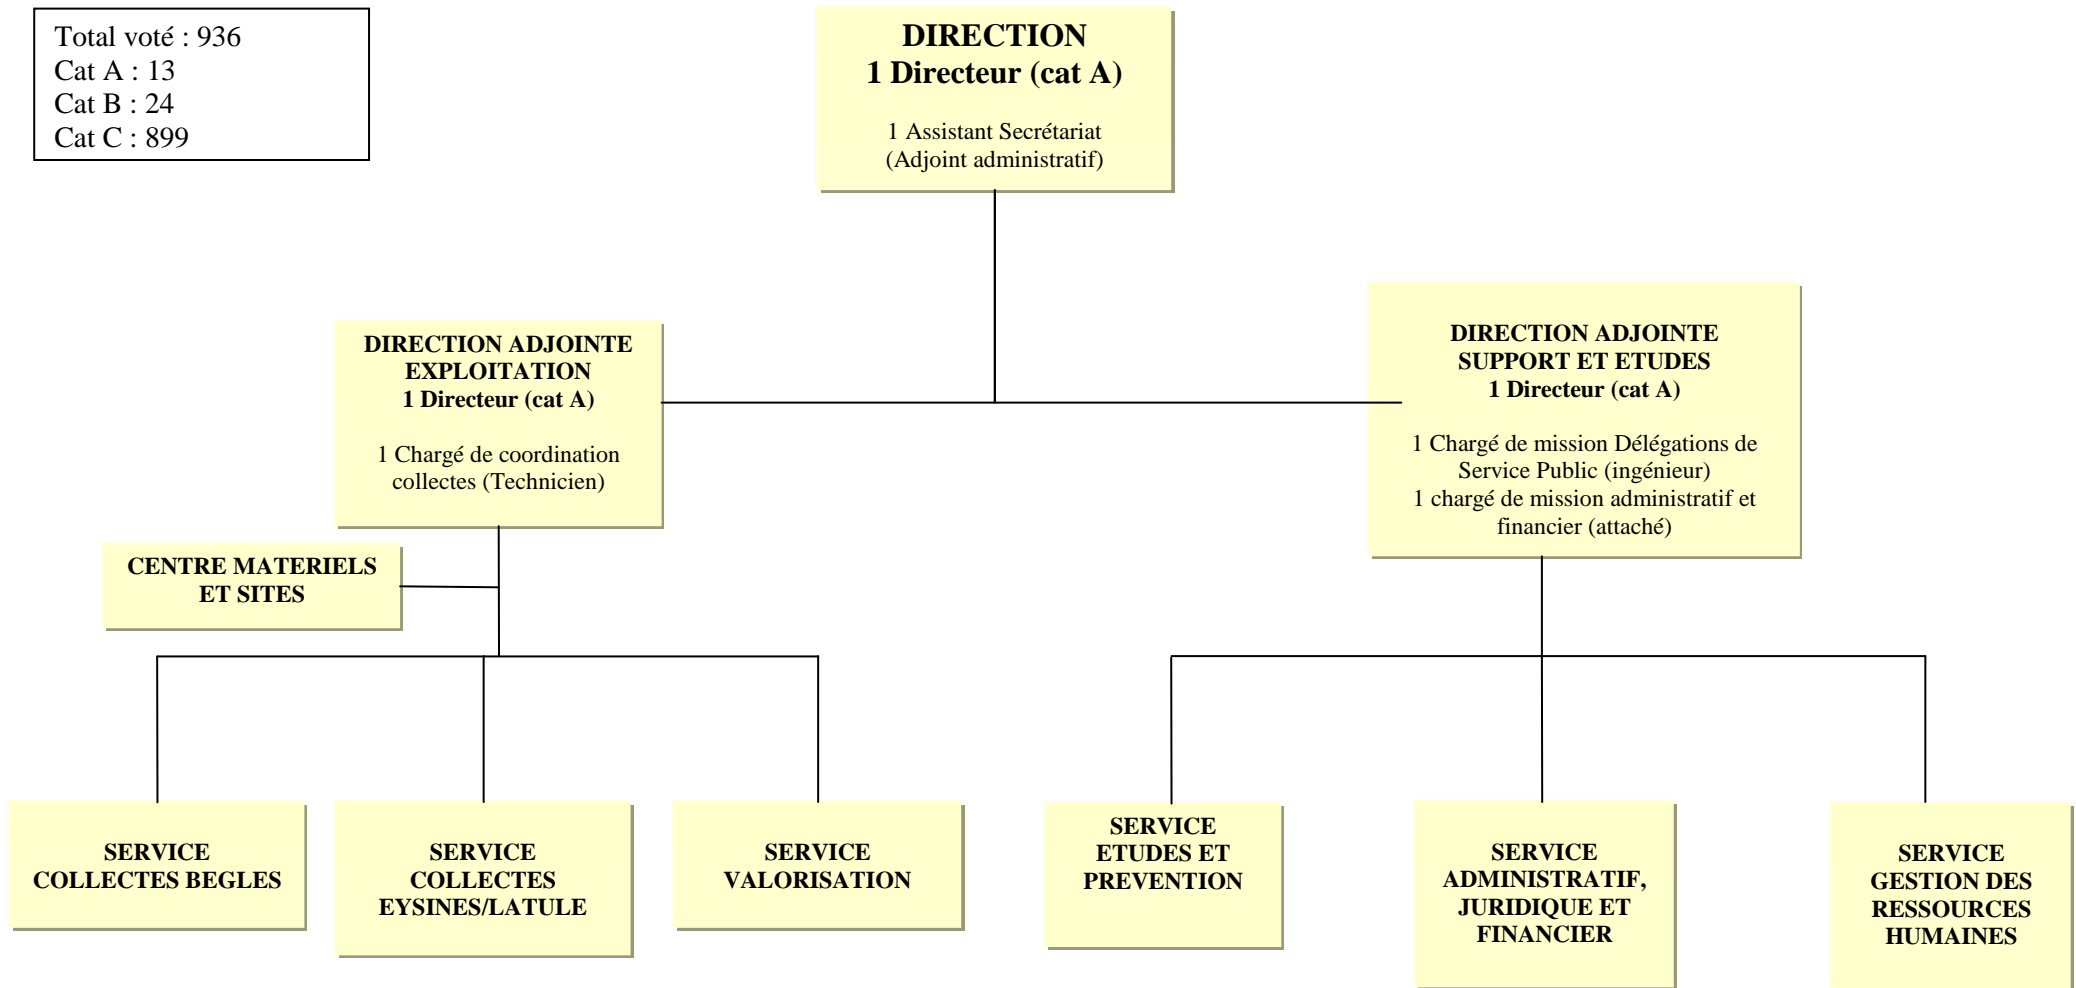 Total voté : 936
Cat A : 13
Cat B : 24
Cat C : 899
DIRECTION
1 Directeur (cat A)
1 Assistant Secrétariat
(Adjoint administratif)
DIRECTION ADJOINTE
EXPLOITATION
1 Directeur (cat A)
1 Chargé de coordination
collectes (Technicien)
DIRECTION ADJOINTE
SUPPORT ET ETUDES
1 Directeur (cat A)
1 Chargé de mission Délégations de
Service Public (ingénieur)
1 chargé de mission administratif et
financier (attaché)
CENTRE MATERIELS
ET SITES
SERVICE
COLLECTES BEGLES
SERVICE
COLLECTES
EYSINES/LATULE
SERVICE
VALORISATION
SERVICE
ETUDES ET
PREVENTION
SERVICE
ADMINISTRATIF,
JURIDIQUE ET
FINANCIER
SERVICE
GESTION DES
RESSOURCES
HUMAINES